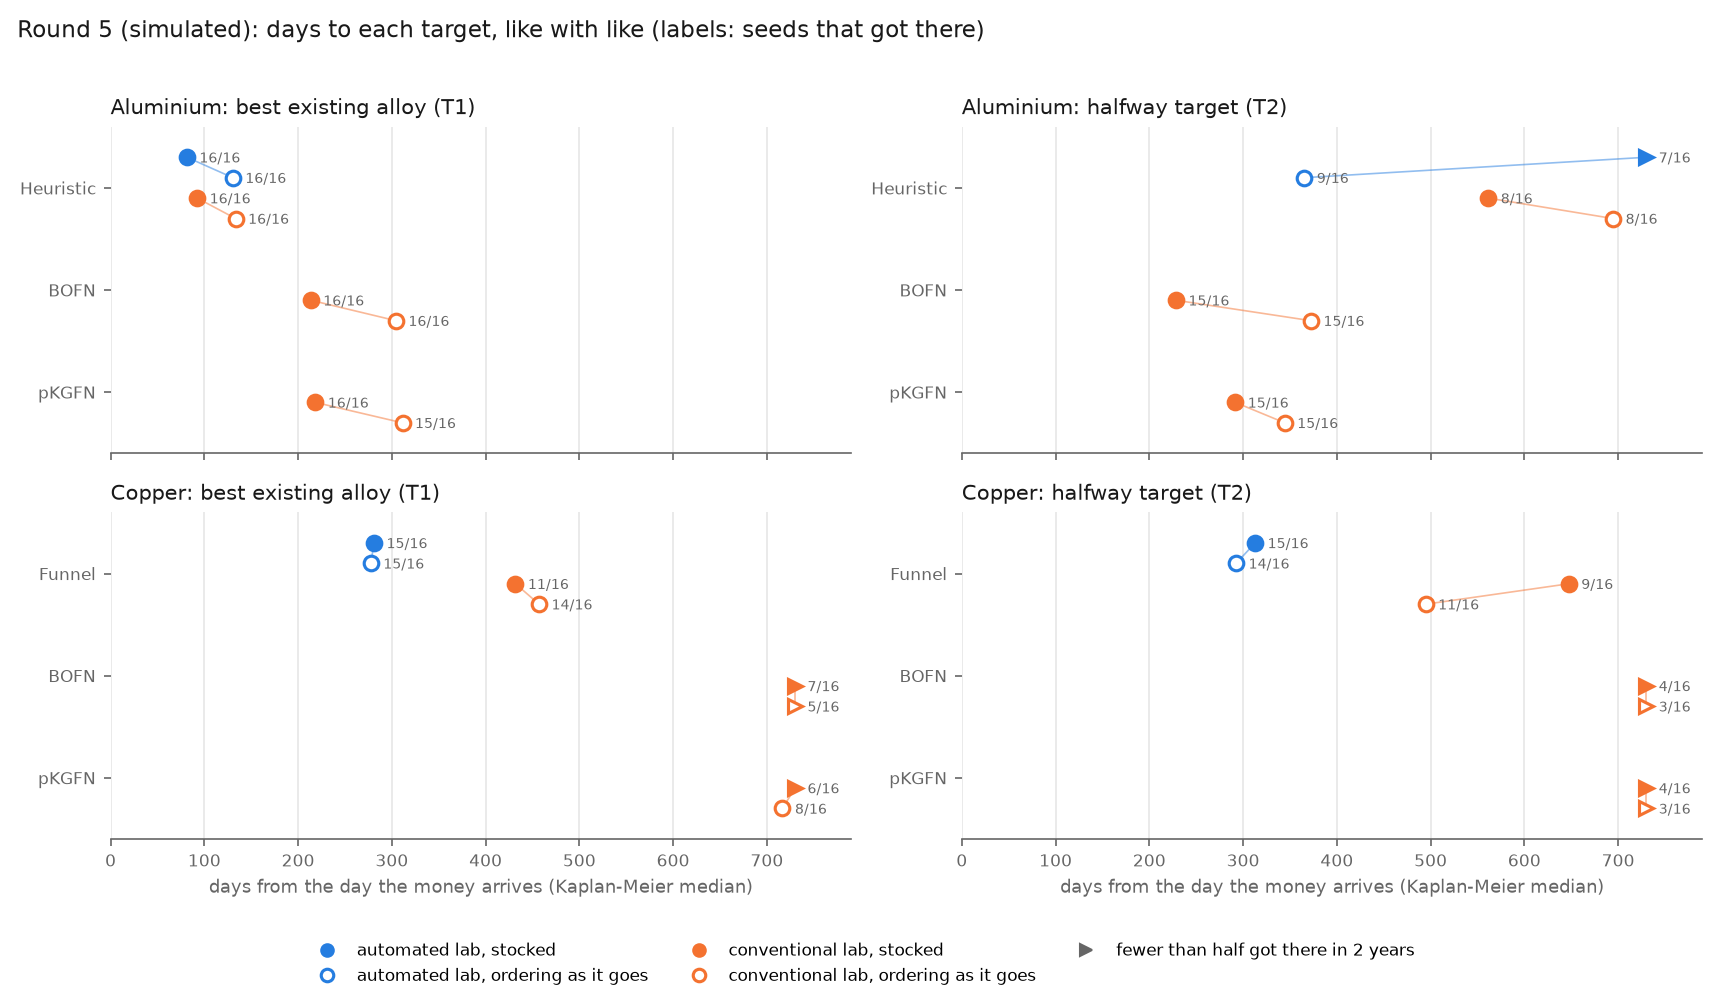 Round 5 (simulated): days to each target, like with like (labels: seeds that got there)
Aluminium: best existing alloy (T1)
Heuristic
16/16
16/16
16/16
16/16
BOFN
16/16
16/16
pKGFN
16/16
15/16
Aluminium: halfway target (T2)
Heuristic
7/16
9/16
8/16
8/16
BOFN
15/16
15/16
pKGFN
15/16
15/16
Copper: best existing alloy (T1)
Funnel
15/16
15/16
11/16
14/16
BOFN
7/16
5/16
pKGFN
6/16
8/16
0 100 200 300 400 500 600 700
days from the day the money arrives (Kaplan-Meier median)
Copper: halfway target (T2)
Funnel
15/16
14/16
9/16
11/16
BOFN
4/16
3/16
pKGFN
4/16
3/16
0 100 200 300 400 500 600 700
days from the day the money arrives (Kaplan-Meier median)
automated lab, stocked
automated lab, ordering as it goes
conventional lab, stocked
conventional lab, ordering as it goes
fewer than half got there in 2 years